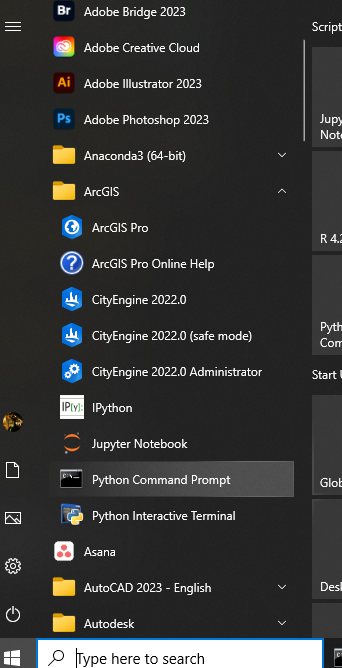 Br Adobe Bridge 2023
Script
Adobe Creative Cloud
Ai Adobe Illustrator 2023
Ps Adobe Photoshop 2023
Jupy
Note
Anaconda3 (64-bit)
ArcGIS
ArcGIS Pro
R 4.2
? ArcGIS Pro Online Help
CityEngine 2022.0
CityEngine 2022.0 (safe mode)
Pyth
Com
CityEngine 2022.0 Administrator
Start U
IP[y]: IPython
Jupyter Notebook
Python Command Prompt
Glob
Python Interactive Terminal
Asana
AutoCAD 2023 - English
Desk
Autodesk
Type here to search